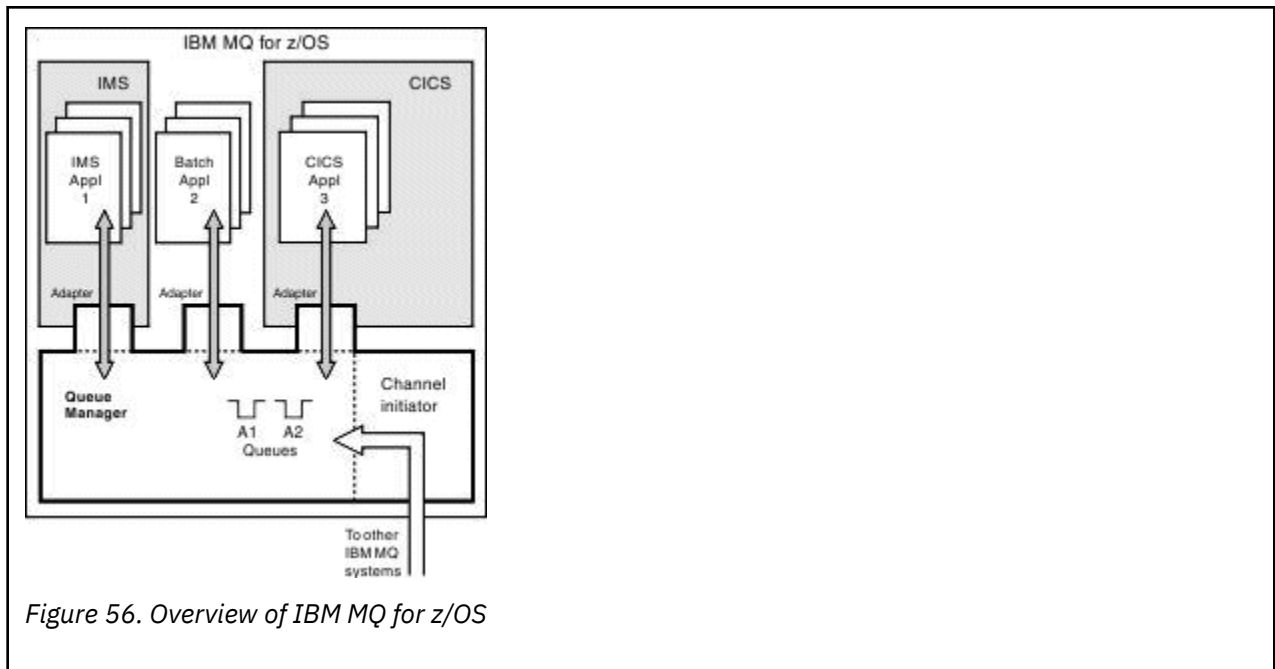 IBM MQ for z/OS
IMS
CICS
IMS
Appl
1
Batch
Appl
2
CICS
Appl
3
Adapter
Adapter
Adapter
Queue
Manager
A1
A2
Queues
Channel
initiator
To other
IBM MQ
systems
Figure 56. Overview of IBM MQ for z/OS